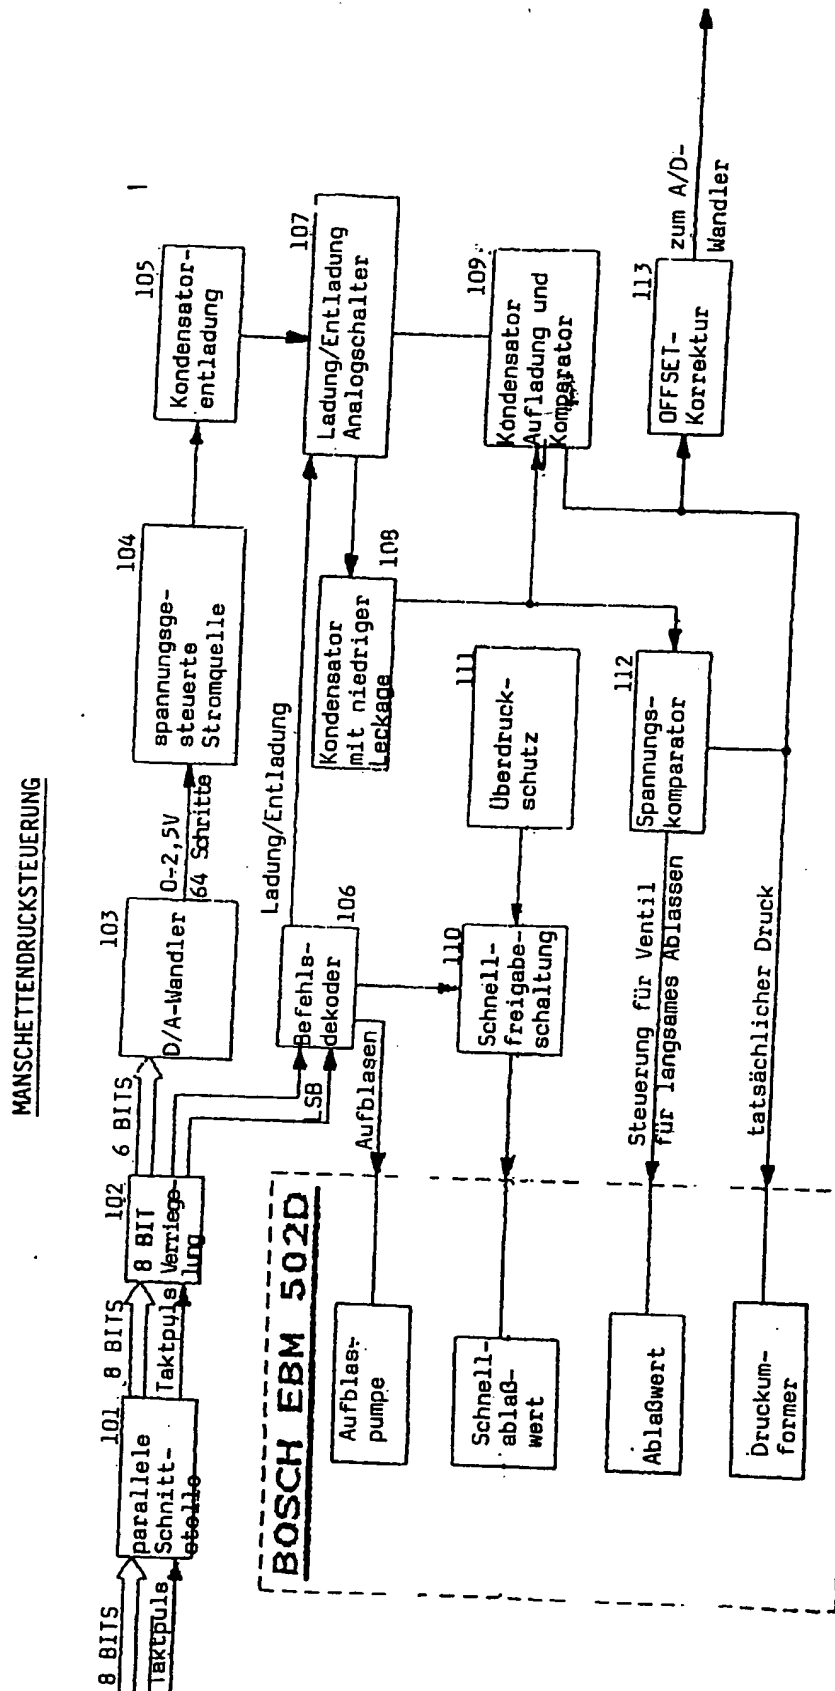 MANSCHETTENDRUCKSTEUERUNG
8 BITS
Taktpuls
101
parallele
Schnitt-
stelle
8 BITS
Taktpuls
102
8 BIT
Verriege-
lung
6 BITS
LSB
103
D/A-Wandler
0-2,5V
64 Schritte
104
spannungsge-
steuerte
Stromquelle
105
Kondensator-
entladung
106
Befehls-
dekoder
Ladung/Entladung
Aufblasen
107
Ladung/Entladung
Analogschalter
108
Kondensator
mit niedriger
Leckage
109
Kondensator
Aufladung und
Komparator
110
Schnell-
freigabe-
schaltung
111
Überdruck-
schutz
112
Spannungs-
komparator
Steuerung für Ventil
für langsames Ablassen
tatsächlicher Druck
113
OFFSET-
Korrektur
zum A/D-
Wandler
BOSCH EBM 502D
Aufblas-
pumpe
Schnell-
ablaß-
wert
Ablaßwert
Druckum-
former